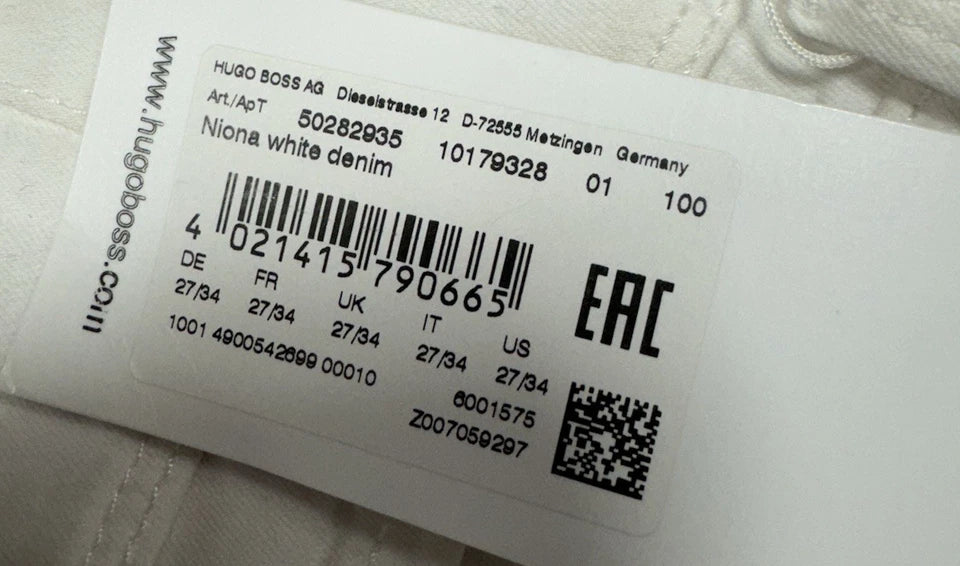 www.hugoboss.com
HUGO BOSS AG Dieselstrasse 12 D-72555 Metzingen Germany
Art./АрТ 50282935 10179328 01 100
Niona white denim
4 021415 790665
EAC
DE FR UK IT US
27/34 27/34 27/34 27/34 27/34
1001 4900542699 00010
6001575
Z007059297